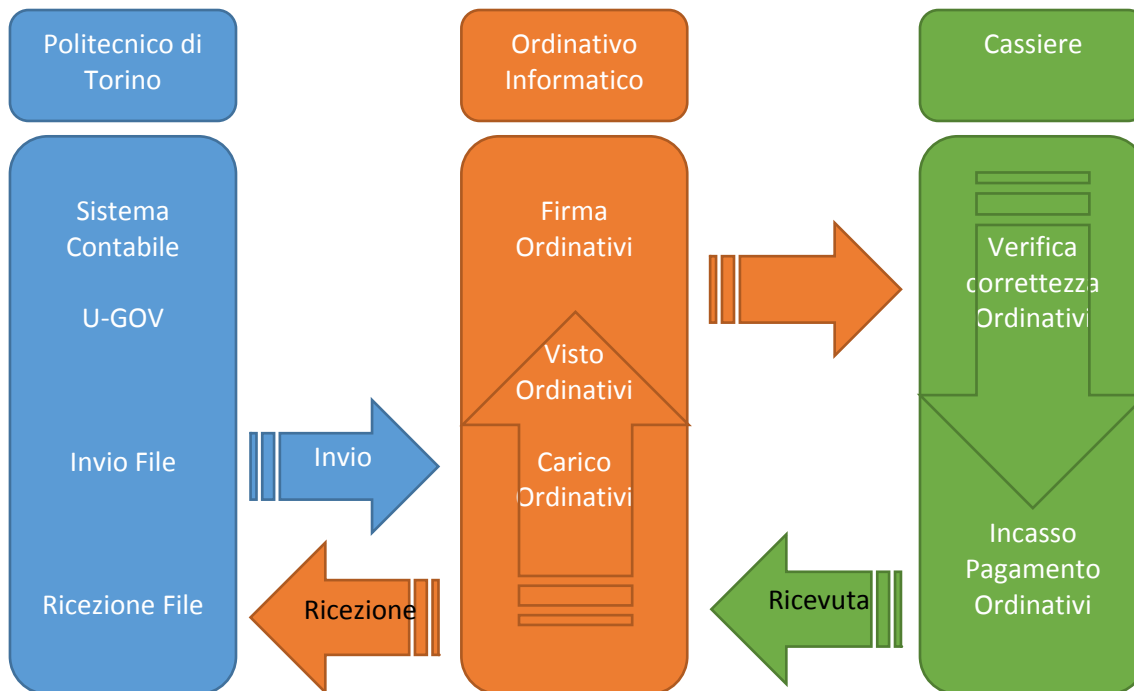 Politecnico di
Torino
Ordinativo
Informatico
Cassiere
Sistema
Contabile
U-GOV
Invio File
Ricezione File
Invio
Ricezione
Firma
Ordinativi
Visto
Ordinativi
Carico
Ordinativi
Verifica
correttezza
Ordinativi
Incasso
Pagamento
Ordinativi
Ricevuta